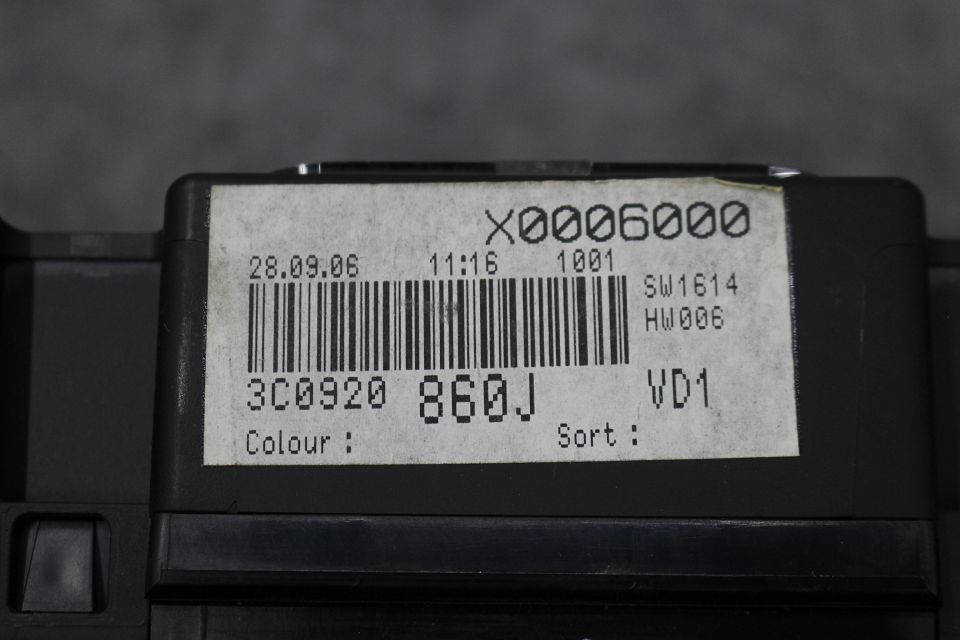 X0006000
28.09.06 11:16 1001
SW1614
HW006
3C0920 860J VD1
Colour : Sort :